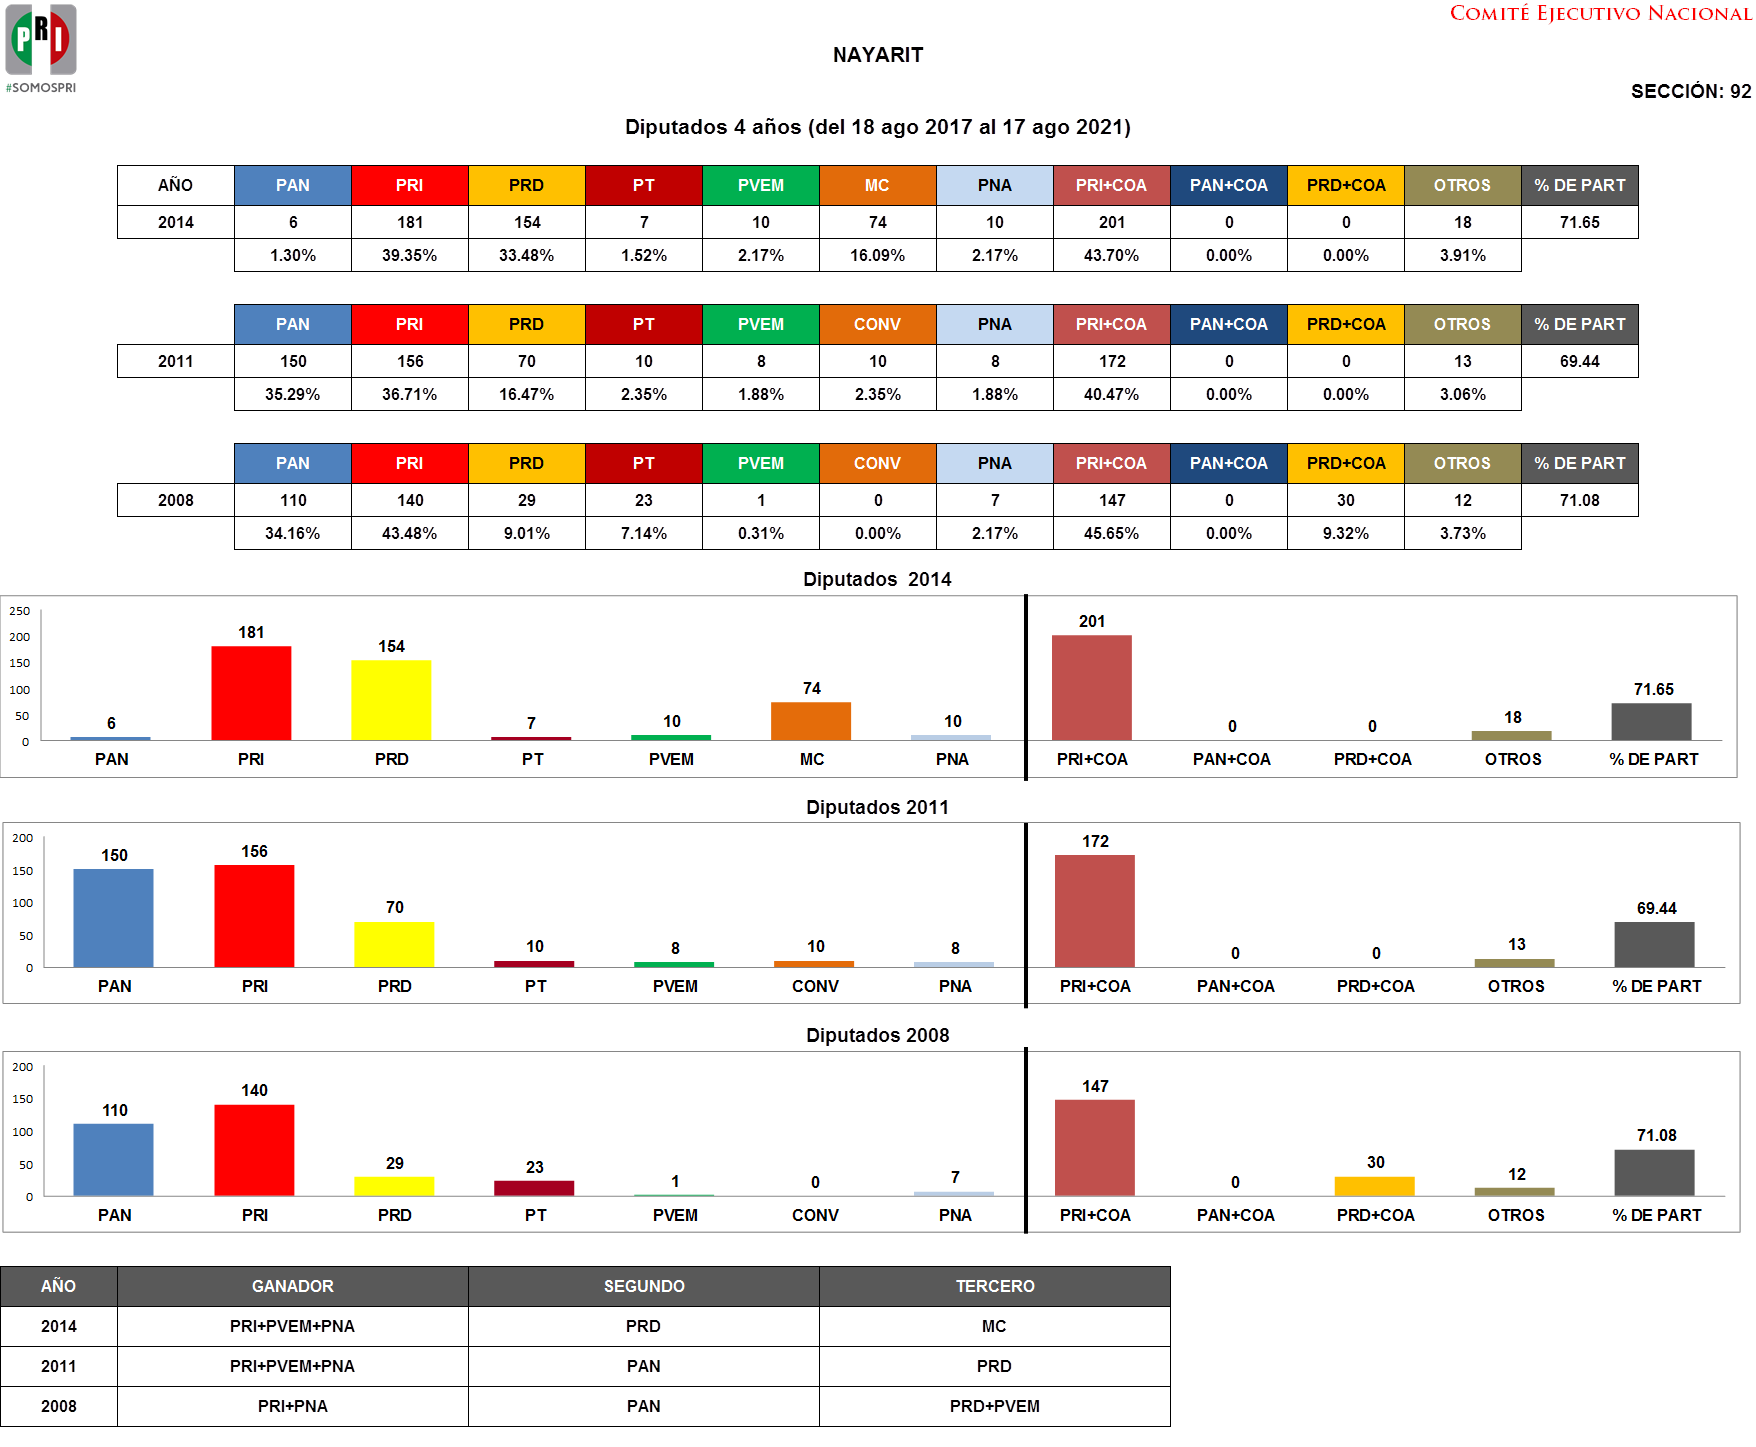 PRI
#SOMOSPRI
COMITÉ EJECUTIVO NACIONAL
NAYARIT
SECCIÓN: 92
Diputados 4 años (del 18 ago 2017 al 17 ago 2021)
AÑO PAN PRI PRD PT PVEM MC PNA PRI+COA PAN+COA PRD+COA OTROS % DE PART
2014 6 181 154 7 10 74 10 201 0 0 18 71.65
1.30% 39.35% 33.48% 1.52% 2.17% 16.09% 2.17% 43.70% 0.00% 0.00% 3.91%
PAN PRI PRD PT PVEM CONV PNA PRI+COA PAN+COA PRD+COA OTROS % DE PART
2011 150 156 70 10 8 10 8 172 0 0 13 69.44
35.29% 36.71% 16.47% 2.35% 1.88% 2.35% 1.88% 40.47% 0.00% 0.00% 3.06%
PAN PRI PRD PT PVEM CONV PNA PRI+COA PAN+COA PRD+COA OTROS % DE PART
2008 110 140 29 23 1 0 7 147 0 30 12 71.08
34.16% 43.48% 9.01% 7.14% 0.31% 0.00% 2.17% 45.65% 0.00% 9.32% 3.73%
Diputados 2014
250
200
150
100
50
0
6 181 154 7 10 74 10 201 0 0 18 71.65
PAN PRI PRD PT PVEM MC PNA PRI+COA PAN+COA PRD+COA OTROS % DE PART
Diputados 2011
200
150
100
50
0
150 156 70 10 8 10 8 172 0 0 13 69.44
PAN PRI PRD PT PVEM CONV PNA PRI+COA PAN+COA PRD+COA OTROS % DE PART
Diputados 2008
200
150
100
50
0
110 140 29 23 1 0 7 147 0 30 12 71.08
PAN PRI PRD PT PVEM CONV PNA PRI+COA PAN+COA PRD+COA OTROS % DE PART
AÑO GANADOR SEGUNDO TERCERO
2014 PRI+PVEM+PNA PRD MC
2011 PRI+PVEM+PNA PAN PRD
2008 PRI+PNA PAN PRD+PVEM